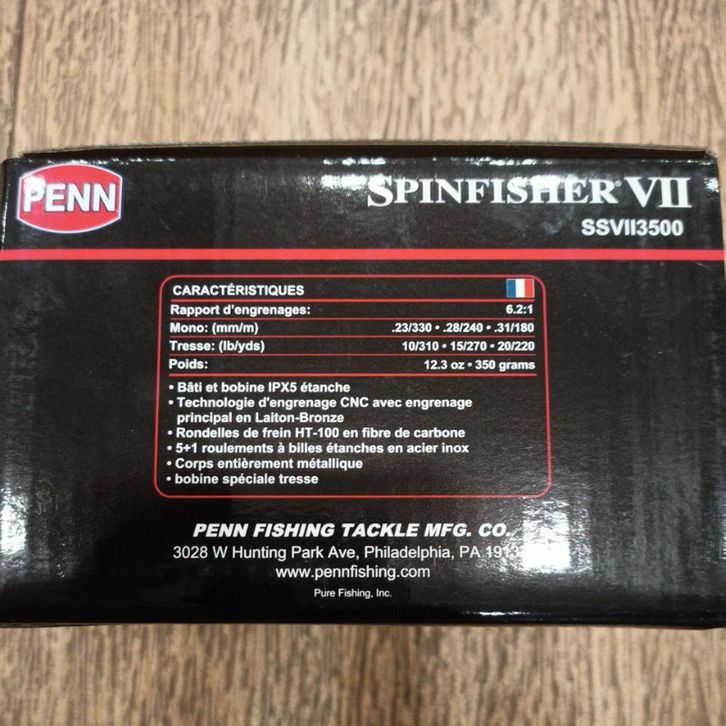 PENN
SPINFISHER® VII
SSVII3500
CARACTÉRISTIQUES
Rapport d'engrenages: 6.2:1
Mono: (mm/m) .23/330 • .28/240 • .31/180
Tresse: (lb/yds) 10/310 • 15/270 • 20/220
Poids: 12.3 oz • 350 grams
• Bâti et bobine IPX5 étanche
• Technologie d'engrenage CNC avec engrenage
principal en Laiton-Bronze
• Rondelles de frein HT-100 en fibre de carbone
• 5+1 roulements à billes étanches en acier inox
• Corps entièrement métallique
• bobine spéciale tresse
PENN FISHING TACKLE MFG. CO.
3028 W Hunting Park Ave, Philadelphia, PA
www.pennfishing.com
Pure Fishing, Inc.